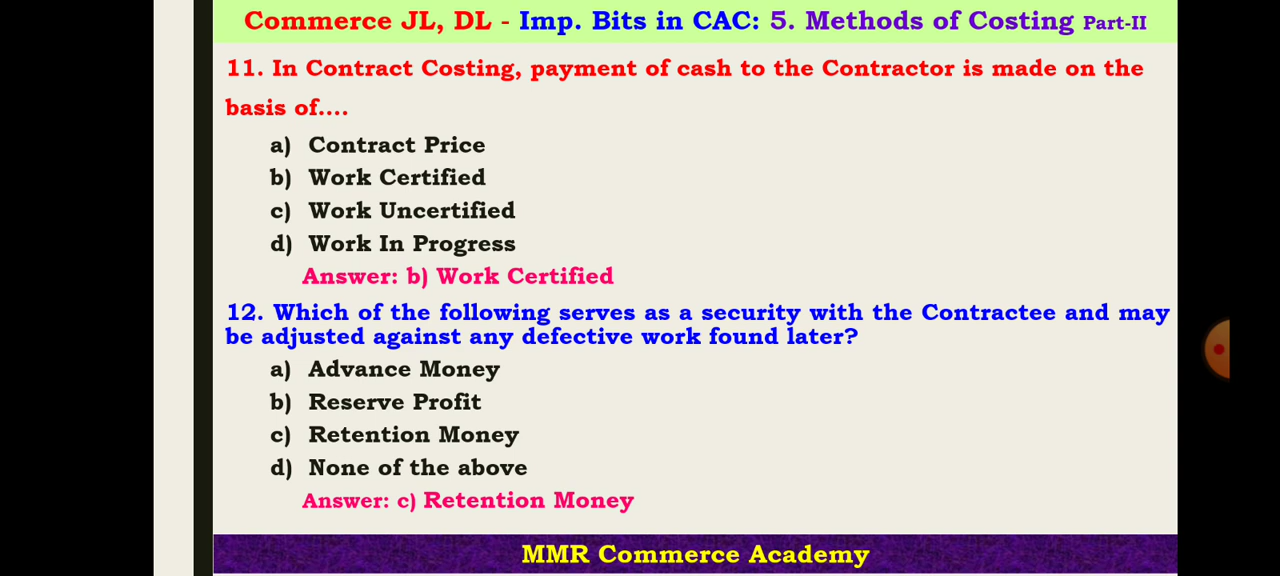 Commerce JL, DL - Imp. Bits in CAC: 5. Methods of Costing Part-II
11. In Contract Costing, payment of cash to the Contractor is made on the
basis of....
a) Contract Price
b) Work Certified
c) Work Uncertified
d) Work In Progress
Answer: b) Work Certified
12. Which of the following serves as a security with the Contractee and may
be adjusted against any defective work found later?
a) Advance Money
b) Reserve Profit
c) Retention Money
d) None of the above
Answer: c) Retention Money
MMR Commerce Academy